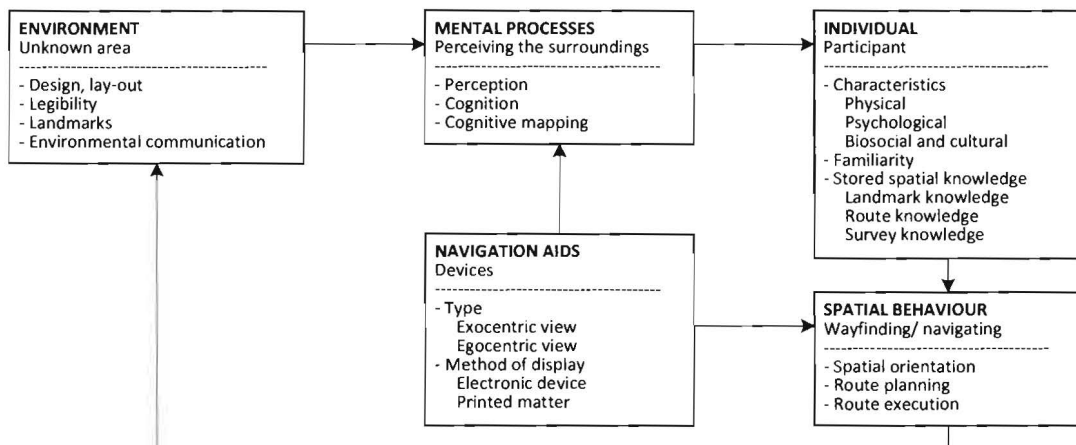 ENVIRONMENT
Unknown area
- Design, lay-out
- Legibility
- Landmarks
- Environmental communication
MENTAL PROCESSES
Perceiving the surroundings
- Perception
- Cognition
- Cognitive mapping
INDIVIDUAL
Participant
- Characteristics
Physical
Psychological
Biosocial and cultural
- Familiarity
- Stored spatial knowledge
Landmark knowledge
Route knowledge
Survey knowledge
NAVIGATION AIDS
Devices
- Type
Exocentric view
Egocentric view
- Method of display
Electronic device
Printed matter
SPATIAL BEHAVIOUR
Wayfinding/ navigating
- Spatial orientation
- Route planning
- Route execution